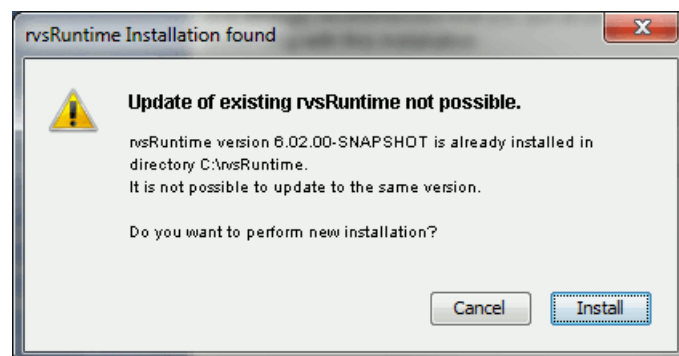 rvsRuntime Installation found
Update of existing rvsRuntime not possible.
rvsRuntime version 6.02.00-SNAPSHOT is already installed in
directory C:\rvsRuntime.
It is not possible to update to the same version.
Do you want to perform new installation?
Cancel
Install